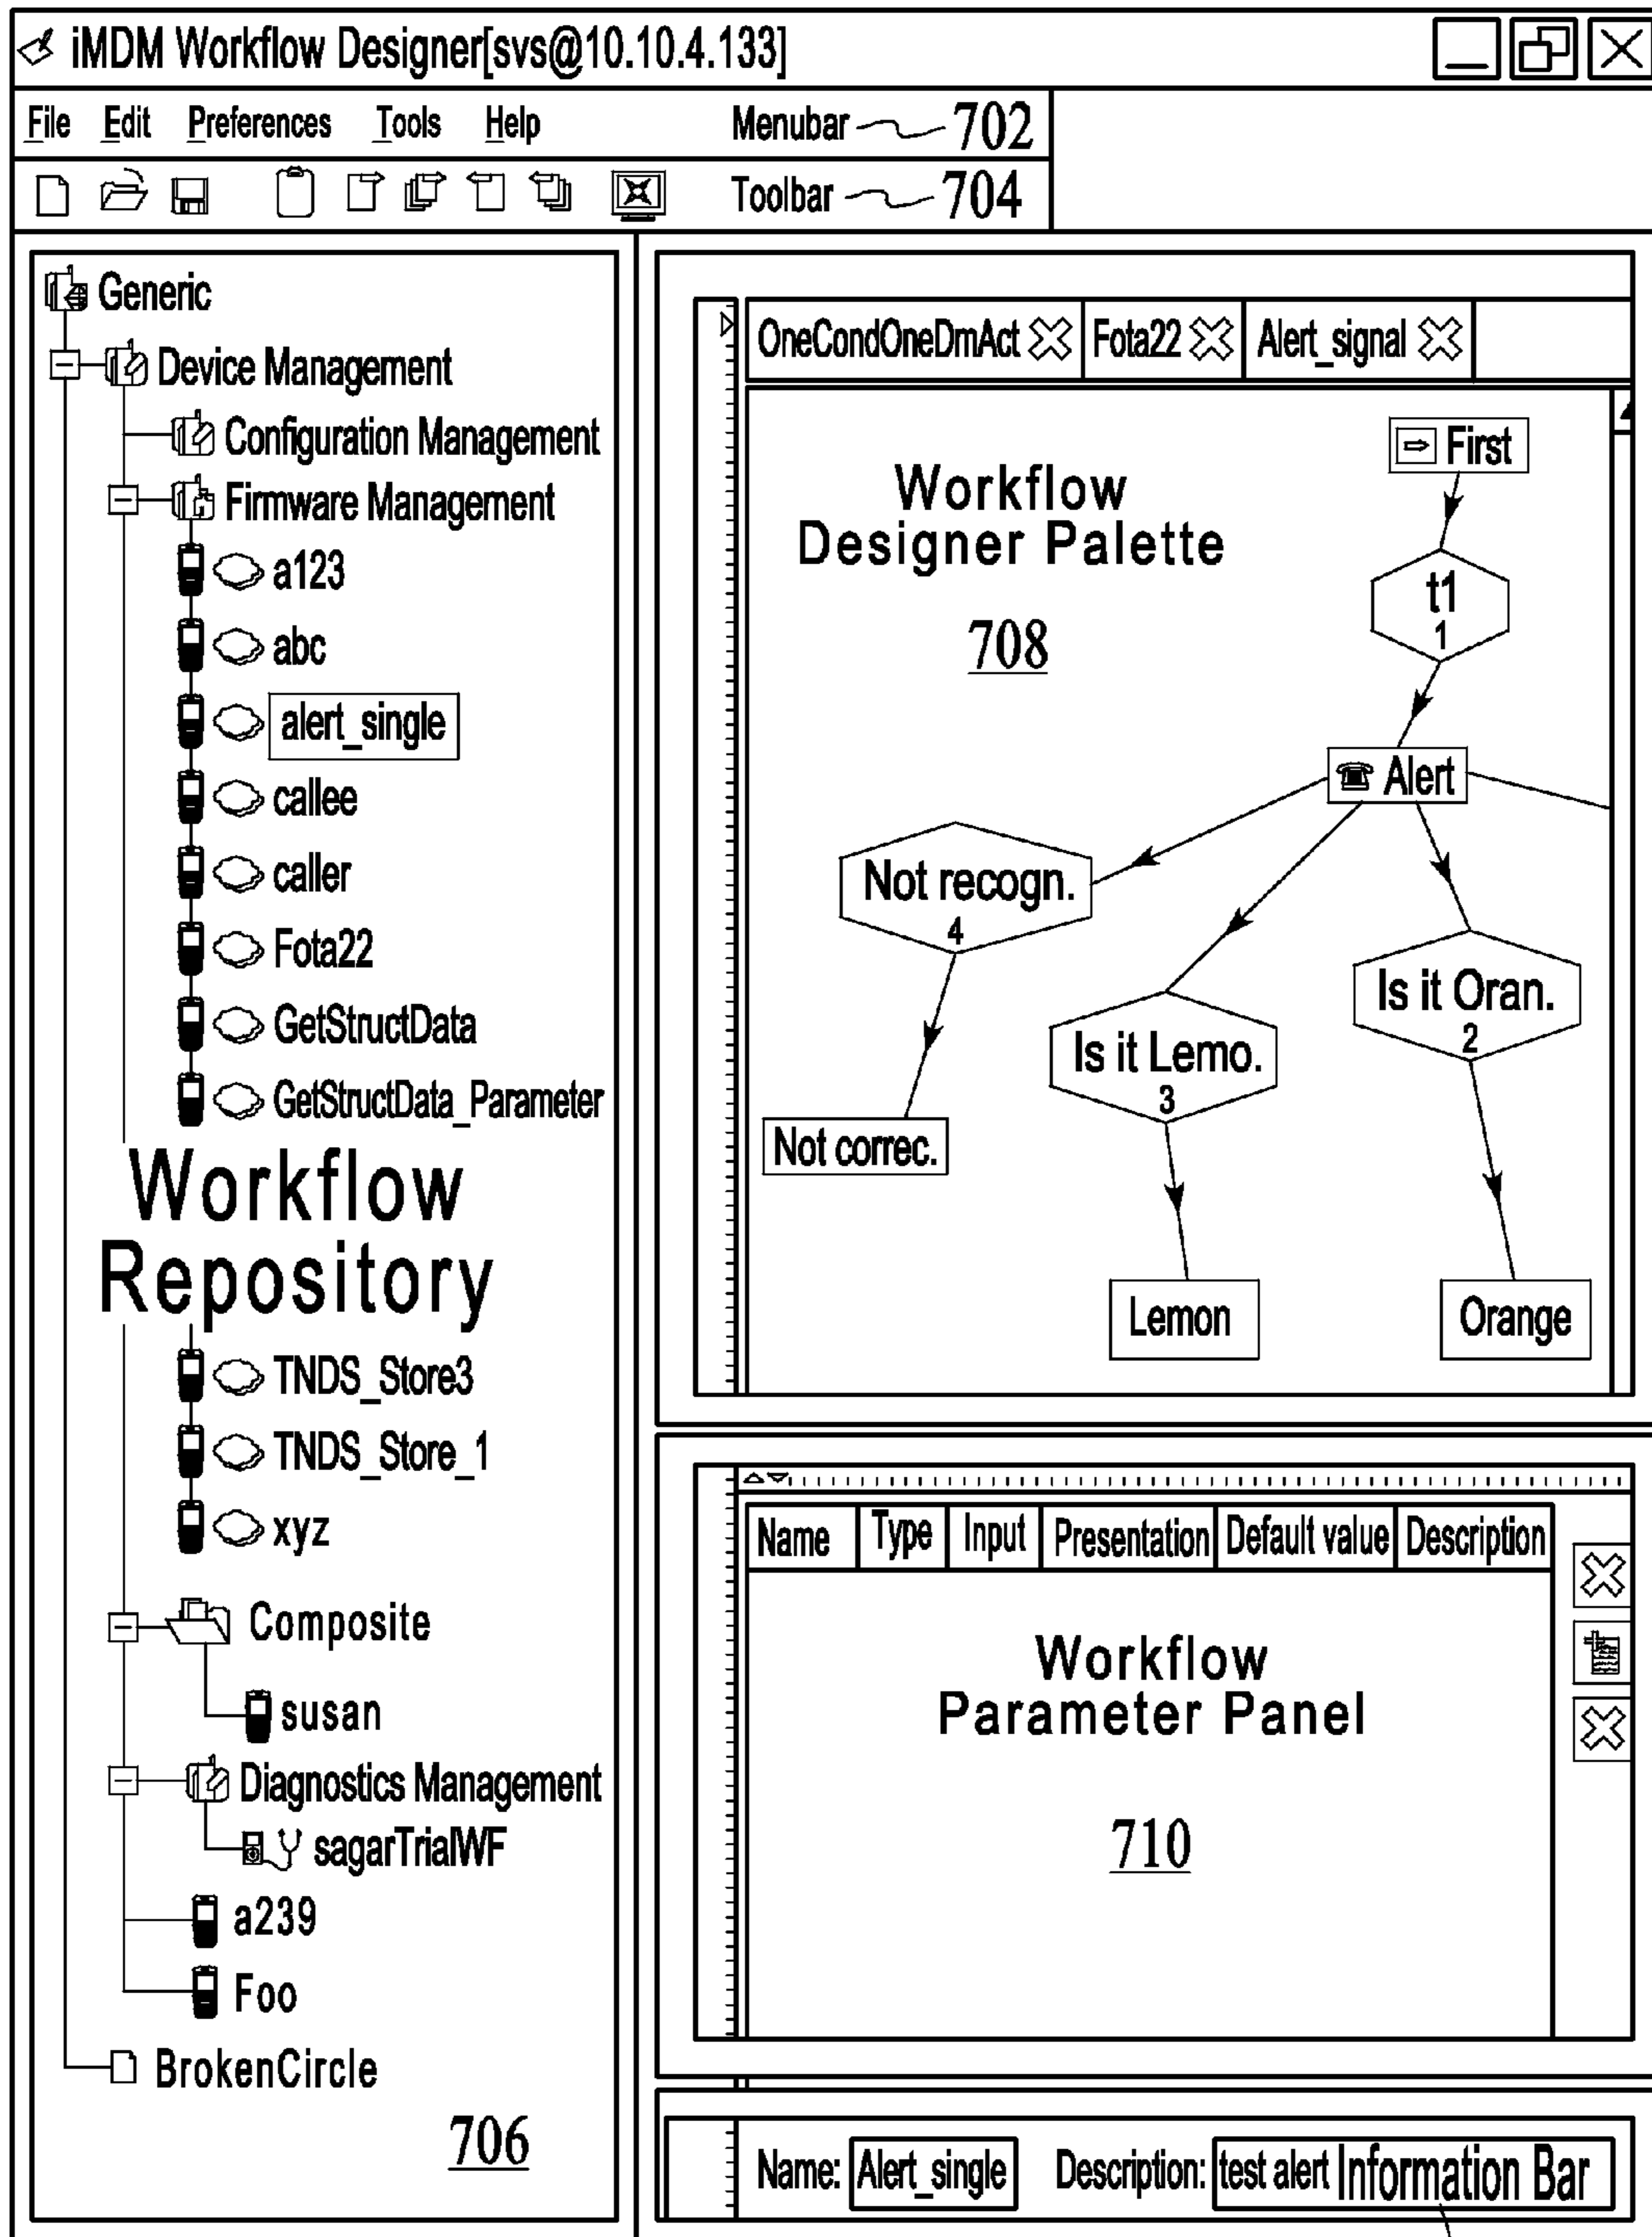 iMDM Workflow Designer[svs@10.10.4.133]
File Edit Preferences Tools Help Menubar 702
Toolbar 704
Generic
Device Management
Configuration Management
Firmware Management
a123
abc
alert_single
callee
caller
Fota22
GetStructData
GetStructData_Parameter
Workflow
Repository
TNDS_Store3
TNDS_Store_1
xyz
Composite
susan
Diagnostics Management
sagarTrialWF
a239
Foo
BrokenCircle
706
OneCondOneDmAct Fota22 Alert_signal
Workflow
Designer Palette
708
First
t1
1
Alert
Not recogn.
4
Is it Oran.
2
Is it Lemo.
3
Not correc.
Lemon
Orange
Name Type Input Presentation Default value Description
Workflow
Parameter Panel
710
Name: Alert_single Description: test alert Information Bar